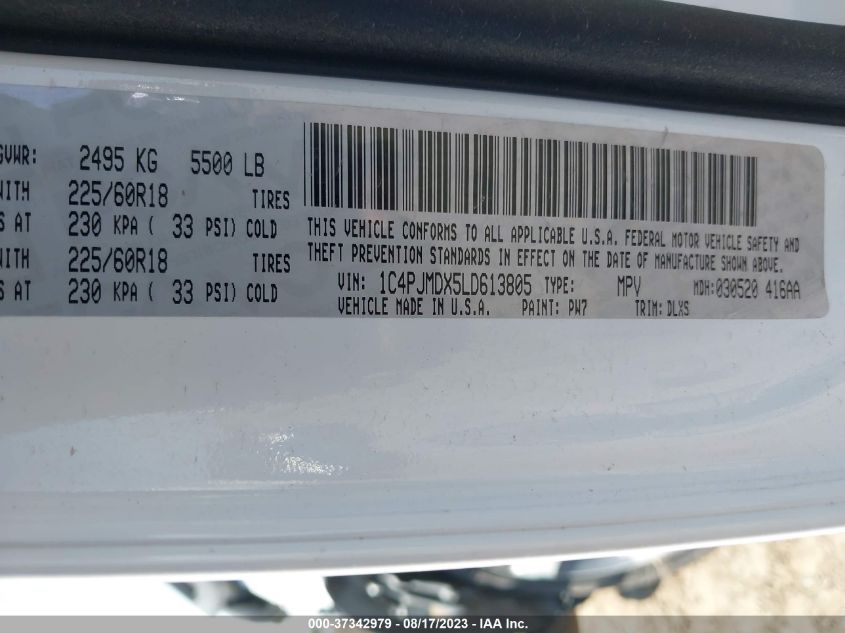 GVWR: 2495 KG 5500 LB
WITH 225/60R18 TIRES
S AT 230 KPA ( 33 PSI) COLD
WITH 225/60R18 TIRES
S AT 230 KPA ( 33 PSI) COLD
THIS VEHICLE CONFORMS TO ALL APPLICABLE U.S.A. FEDERAL MOTOR VEHICLE SAFETY AND
THEFT PREVENTION STANDARDS IN EFFECT ON THE DATE OF MANUFACTURE SHOWN ABOVE.
VIN: 1C4PJMDX5LD613805 TYPE: MPV MDH: 030520 416AA
VEHICLE MADE IN U.S.A. PAINT: PW7 TRIM: DLXS
000-37342979 - 08/17/2023 - IAA Inc.